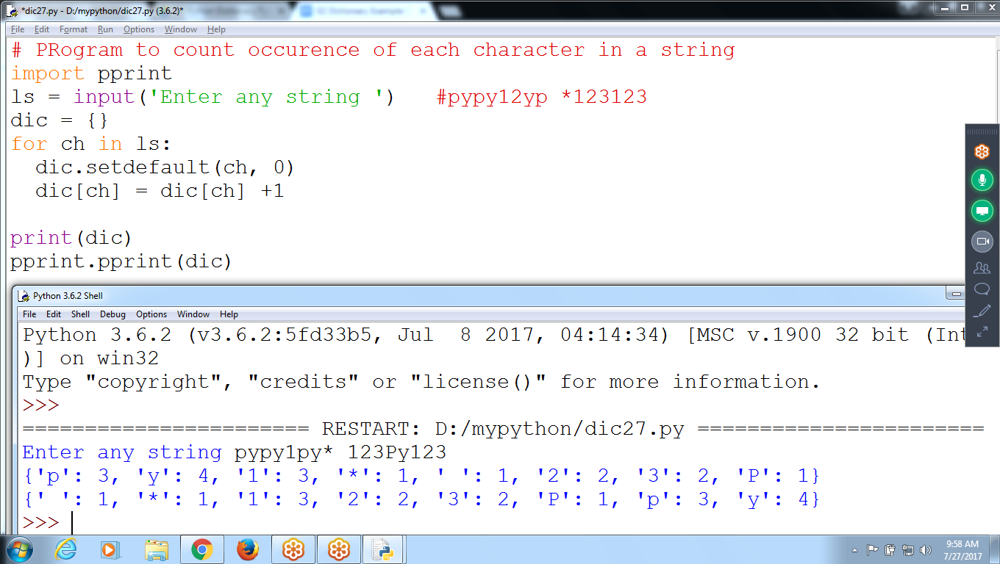 *dic27.py - D:/mypython/dic27.py (3.6.2)*
File Edit Format Run Options Window Help
# PRogram to count occurence of each character in a string
import pprint
ls = input('Enter any string ')   #pypy12yp *123123
dic = {}
for ch in ls:
  dic.setdefault(ch, 0)
  dic[ch] = dic[ch] +1
print(dic)
pprint.pprint(dic)
Python 3.6.2 Shell
File Edit Shell Debug Options Window Help
Python 3.6.2 (v3.6.2:5fd33b5, Jul  8 2017, 04:14:34) [MSC v.1900 32 bit (Int
)] on win32
Type "copyright", "credits" or "license()" for more information.
>>>
======================= RESTART: D:/mypython/dic27.py =======================
Enter any string pypy1py* 123Py123
{'p': 3, 'y': 4, '1': 3, '*': 1, ' ': 1, '2': 2, '3': 2, 'P': 1}
{' ': 1, '*': 1, '1': 3, '2': 2, '3': 2, 'P': 1, 'p': 3, 'y': 4}
>>>
9:58 AM
7/27/2017